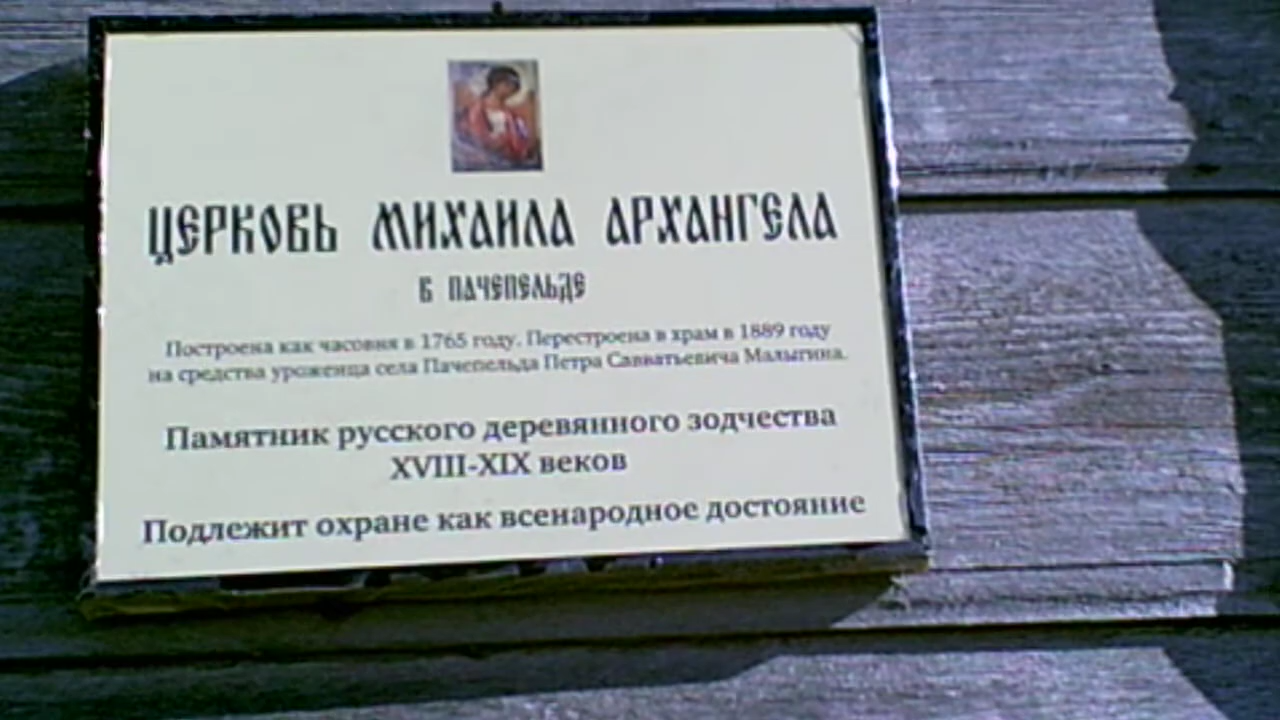 ЦЕРКОВЬ МИХАИЛА АРХАНГЕЛА
В ПАЧЕПЕЛЬДЕ
Построена как часовня в 1765 году. Перестроена в храм в 1889 году
на средства уроженца села Пачепельда Петра Савватьевича Малыгина.
Памятник русского деревянного зодчества
XVIII-XIX веков
Подлежит охране как всенародное достояние